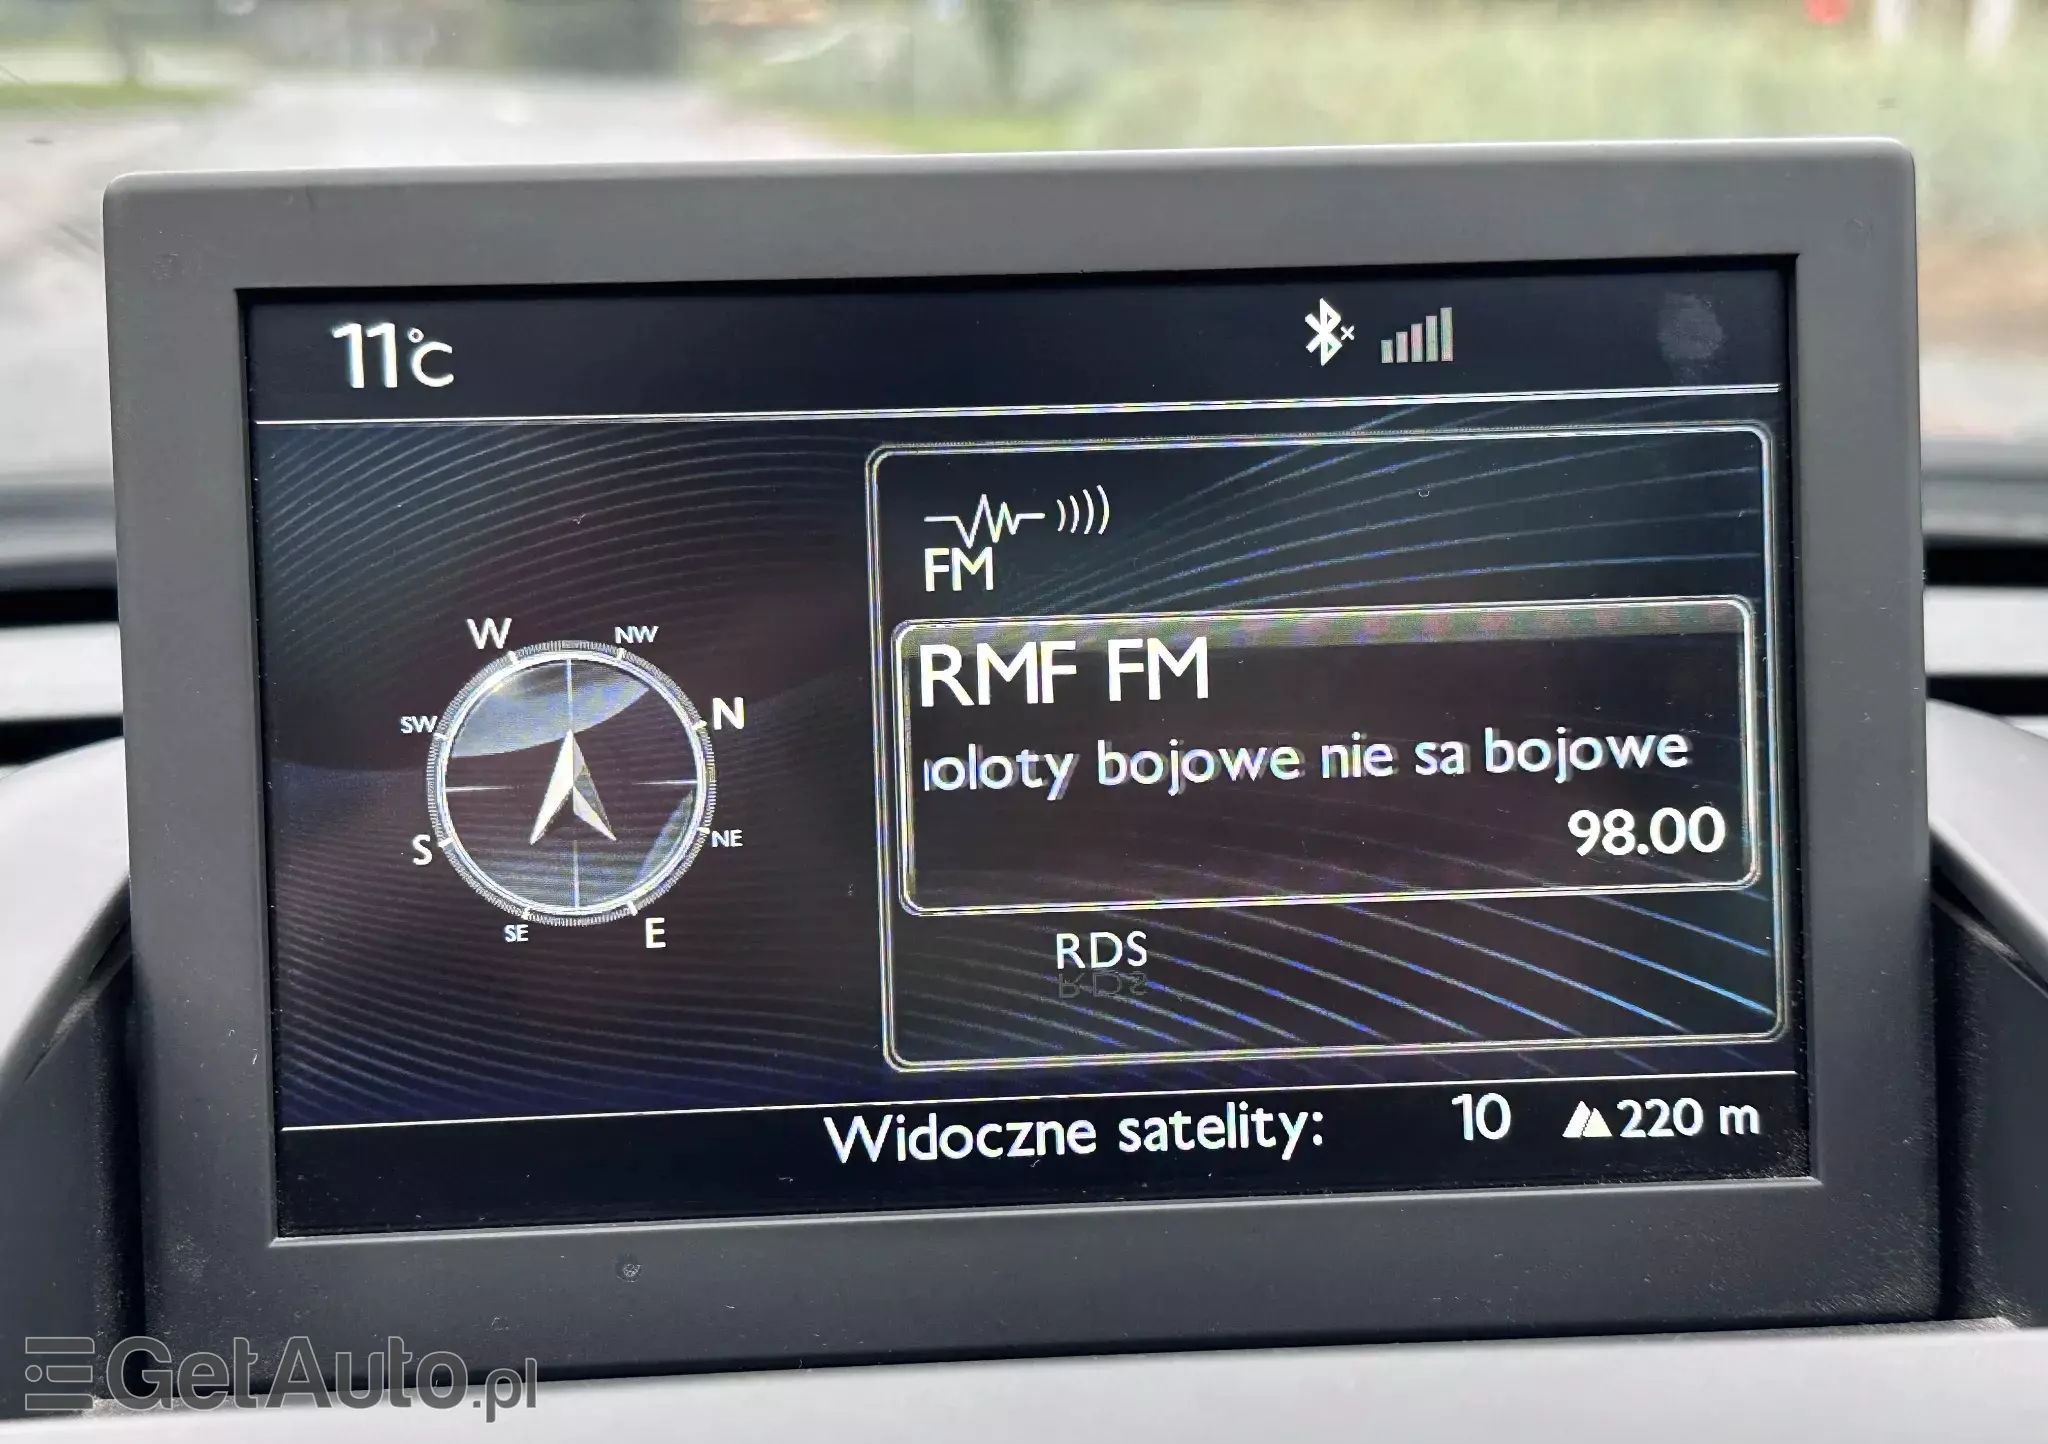 11°C
W
NW
SW
N
S
NE
SE
E
FM
RMF FM
oloty bojowe nie sa bojowe
98.00
RDS
Widoczne satelity: 10 220 m
GetAuto.pl